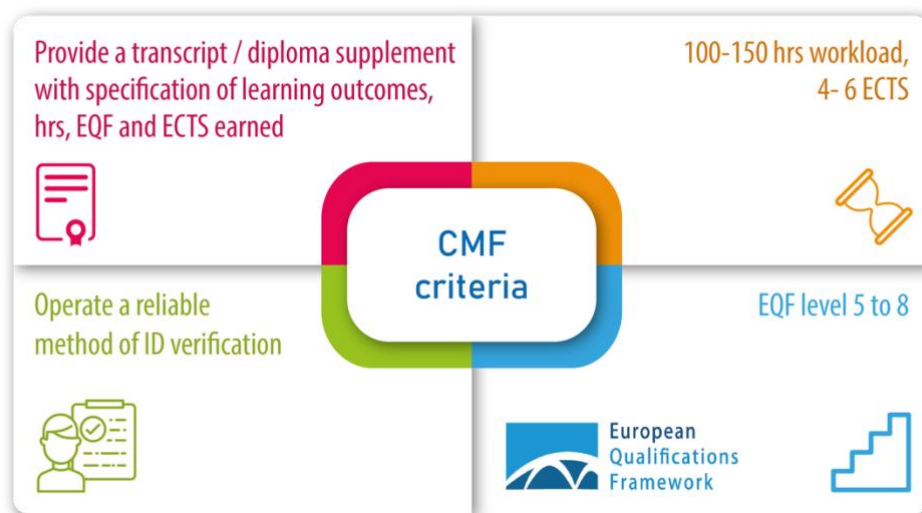 Provide a transcript / diploma supplement
with specification of learning outcomes,
hrs, EQF and ECTS earned
100-150 hrs workload,
4- 6 ECTS
CMF
criteria
Operate a reliable
method of ID verification
EQF level 5 to 8
European
Qualifications
Framework